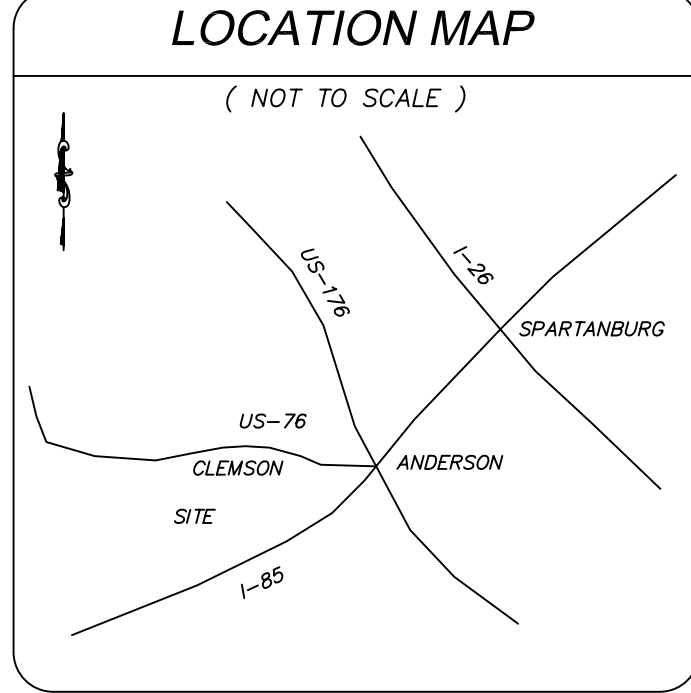 LOCATION MAP
( NOT TO SCALE )
I-26
US-176
SPARTANBURG
US-76
CLEMSON
ANDERSON
SITE
I-85